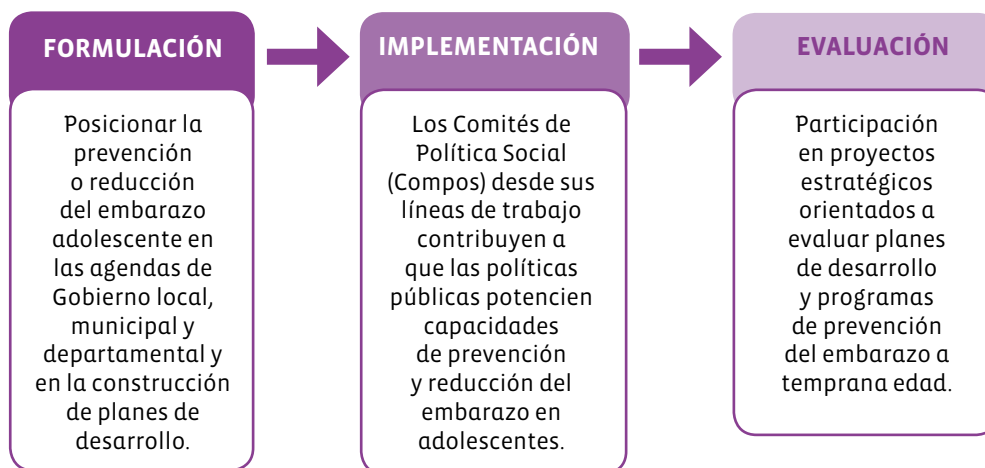 FORMULACIÓN
Posicionar la
prevención
o reducción
del embarazo
adolescente en
las agendas de
Gobierno local,
municipal y
departamental y
en la construcción
de planes de
desarrollo.
IMPLEMENTACIÓN
Los Comités de
Política Social
(Compos) desde sus
líneas de trabajo
contribuyen a
que las políticas
públicas potencien
capacidades
de prevención
y reducción del
embarazo en
adolescentes.
EVALUACIÓN
Participación
en proyectos
estratégicos
orientados a
evaluar planes
de desarrollo
y programas
de prevención
del embarazo a
temprana edad.